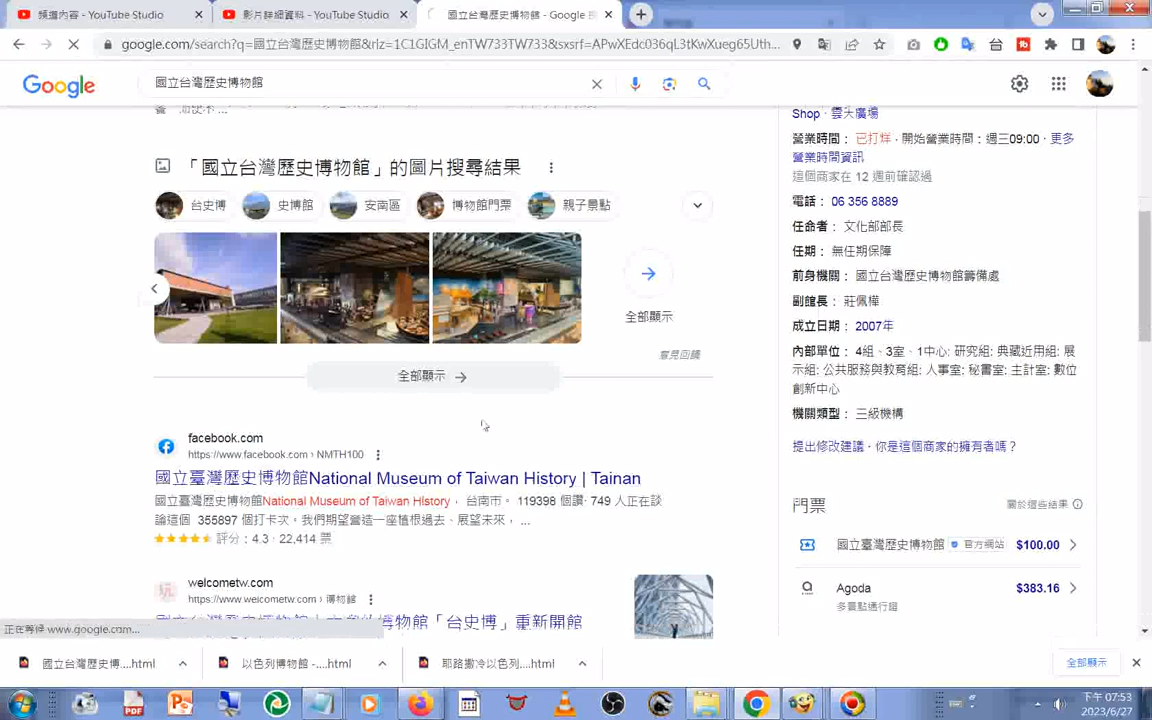 頻道內容 - YouTube Studio
影片詳細資料 - YouTube Studio
國立台灣歷史博物館 - Google 搜
google.com/search?q=國立台灣歷史博物館&rlz=1C1GIGM_enTW733TW733&sxsrf=APwXEdc036qL3tKwXueg65Uth...
Google
國立台灣歷史博物館
「國立台灣歷史博物館」的圖片搜尋結果
台史博
史博館
安南區
博物館門票
親子景點
全部顯示
意見回饋
全部顯示
facebook.com
https://www.facebook.com › NMTH100
國立臺灣歷史博物館National Museum of Taiwan History | Tainan
國立臺灣歷史博物館National Museum of Taiwan History， 台南市。 119398 個讚· 749 人正在談
論這個 355897 個打卡次。我們期望營造一座植根過去、展望未來， ...
評分：4.3 · 22,414 票
welcometw.com
https://www.welcometw.com › 博物館
博物館「台史博」重新開館
Shop · 雲大廣場
營業時間： 已打烊 · 開始營業時間：週三09:00 · 更多
營業時間資訊
這個商家在 12 週前確認過
電話： 06 356 8889
任命者： 文化部部長
任期： 無任期保障
前身機關： 國立台灣歷史博物館籌備處
副館長： 莊佩樺
成立日期： 2007年
內部單位： 4組、3室、1中心: 研究組; 典藏近用組; 展
示組; 公共服務與教育組; 人事室; 秘書室; 主計室; 數位
創新中心
機關類型： 三級機構
提出修改建議 · 你是這個商家的擁有者嗎？
門票
關於這些結果
國立臺灣歷史博物館 官方網站 $100.00
Agoda $383.16
多景點通行證
正在等候 www.google.com...
國立台灣歷史博....html
以色列博物館 -....html
耶路撒冷以色列....html
全部顯示
下午 07:53
2023/6/27